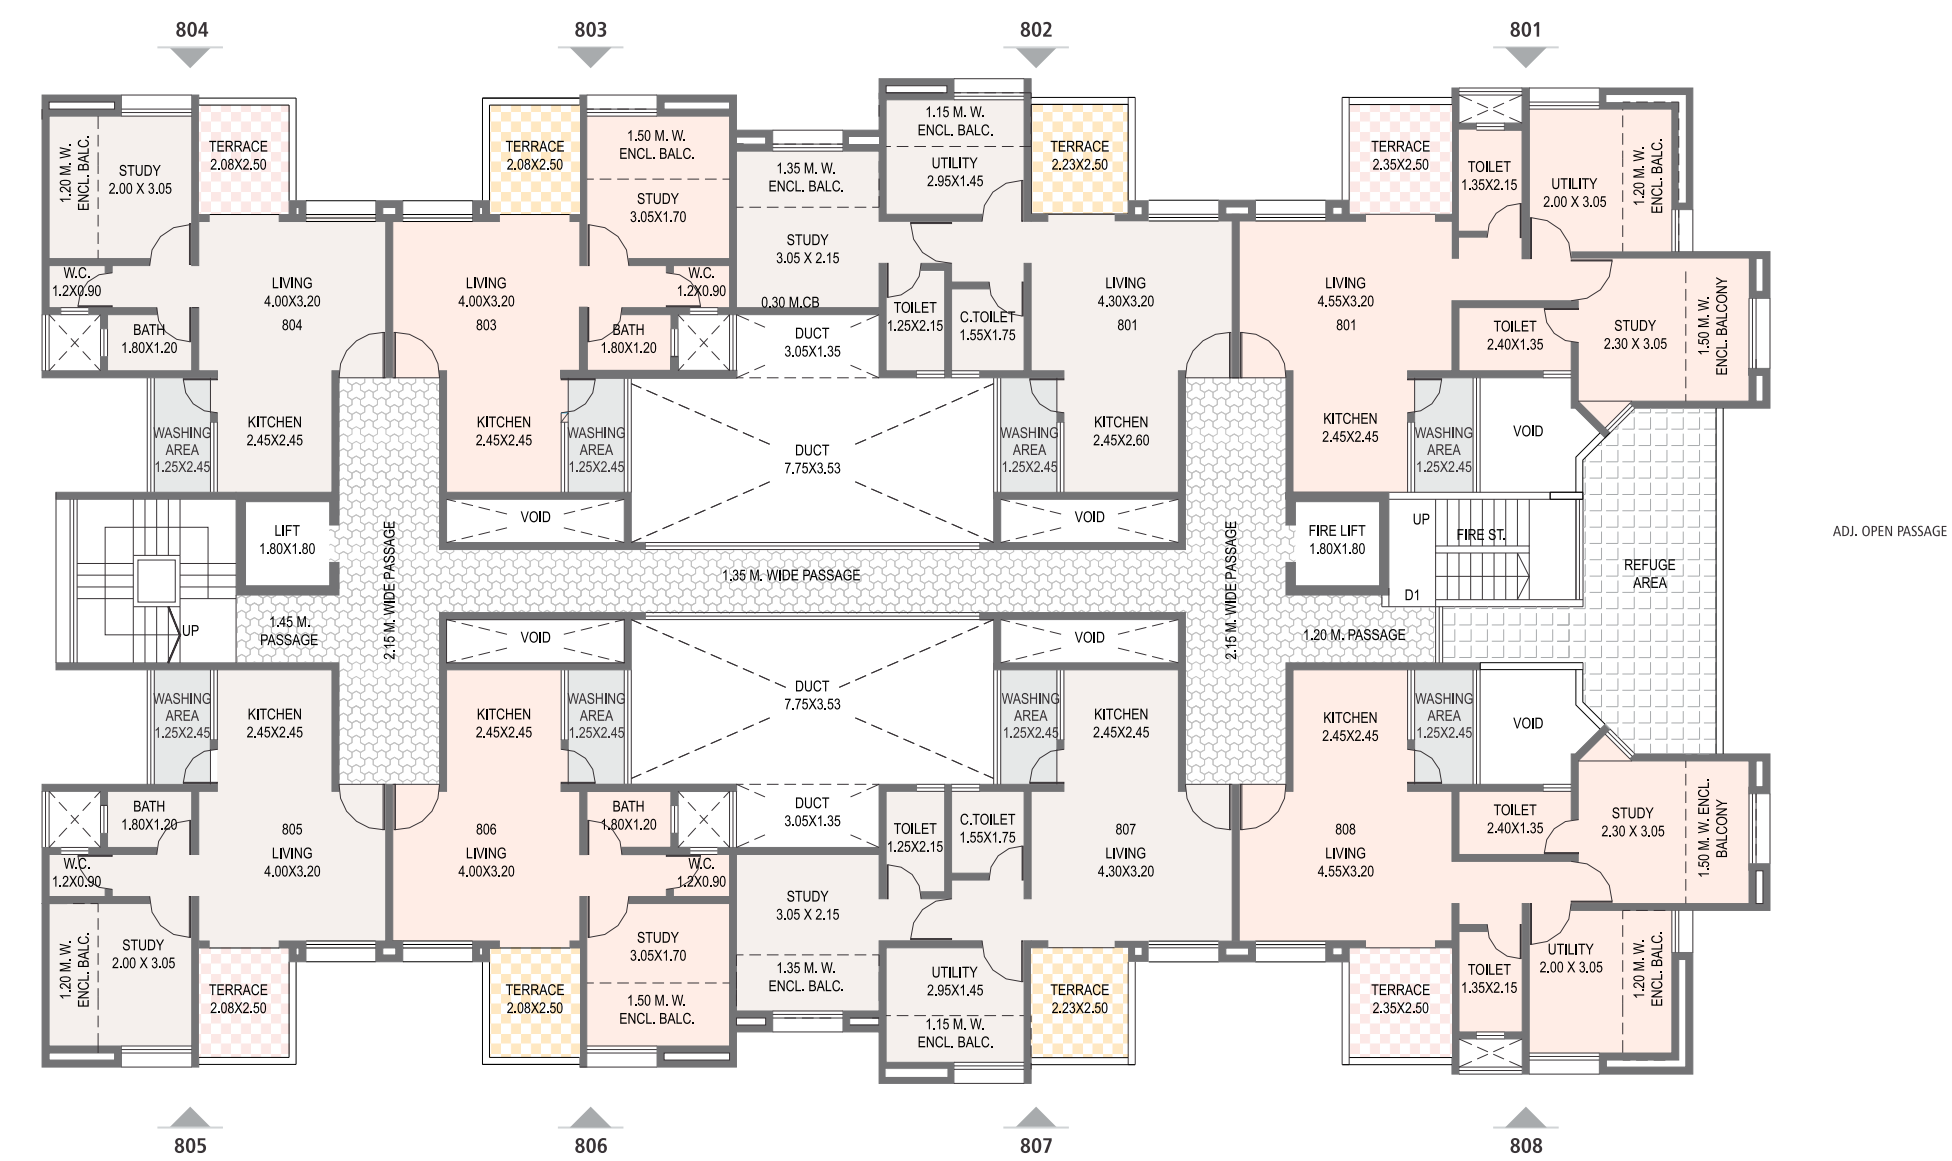 804
803
802
801
1.20 M. W.
ENCL. BALC.
STUDY
2.00 X 3.05
TERRACE
2.08X2.50
W.C.
1.2X0.90
BATH
1.80X1.20
LIVING
4.00X3.20
804
KITCHEN
2.45X2.45
WASHING
AREA
1.25X2.45
TERRACE
2.08X2.50
1.50 M. W.
ENCL. BALC.
STUDY
3.05X1.70
LIVING
4.00X3.20
803
W.C.
1.2X0.90
BATH
1.80X1.20
KITCHEN
2.45X2.45
WASHING
AREA
1.25X2.45
1.35 M. W.
ENCL. BALC.
STUDY
3.05 X 2.15
0.30 M.CB
DUCT
3.05X1.35
1.15 M. W.
ENCL. BALC.
UTILITY
2.95X1.45
TERRACE
2.23X2.50
TOILET
1.25X2.15
C.TOILET
1.55X1.75
LIVING
4.30X3.20
801
WASHING
AREA
1.25X2.45
KITCHEN
2.45X2.60
DUCT
7.75X3.53
TERRACE
2.35X2.50
TOILET
1.35X2.15
UTILITY
2.00 X 3.05
1.20 M. W.
ENCL. BALC.
LIVING
4.55X3.20
801
TOILET
2.40X1.35
STUDY
2.30 X 3.05
1.50 M. W.
ENCL. BALCONY
KITCHEN
2.45X2.45
WASHING
AREA
1.25X2.45
VOID
LIFT
1.80X1.80
VOID
VOID
FIRE LIFT
1.80X1.80
UP
FIRE ST.
D1
REFUGE
AREA
ADJ. OPEN PASSAGE
2.15 M. WIDE PASSAGE
1.35 M. WIDE PASSAGE
2.15 M. WIDE PASSAGE
UP
1.45 M.
PASSAGE
1.20 M. PASSAGE
VOID
VOID
WASHING
AREA
1.25X2.45
KITCHEN
2.45X2.45
KITCHEN
2.45X2.45
WASHING
AREA
1.25X2.45
DUCT
7.75X3.53
WASHING
AREA
1.25X2.45
KITCHEN
2.45X2.45
KITCHEN
2.45X2.45
WASHING
AREA
1.25X2.45
VOID
BATH
1.80X1.20
W.C.
1.2X0.90
805
LIVING
4.00X3.20
1.20 M. W.
ENCL. BALC.
STUDY
2.00 X 3.05
TERRACE
2.08X2.50
806
LIVING
4.00X3.20
BATH
1.80X1.20
W.C.
1.2X0.90
TERRACE
2.08X2.50
STUDY
3.05X1.70
1.50 M. W.
ENCL. BALC.
DUCT
3.05X1.35
STUDY
3.05 X 2.15
1.35 M. W.
ENCL. BALC.
TOILET
1.25X2.15
C.TOILET
1.55X1.75
807
LIVING
4.30X3.20
UTILITY
2.95X1.45
1.15 M. W.
ENCL. BALC.
TERRACE
2.23X2.50
808
LIVING
4.55X3.20
TOILET
2.40X1.35
STUDY
2.30 X 3.05
1.50 M. W. ENCL.
BALCONY
TERRACE
2.35X2.50
TOILET
1.35X2.15
UTILITY
2.00 X 3.05
1.20 M. W.
ENCL. BALC.
805
806
807
808